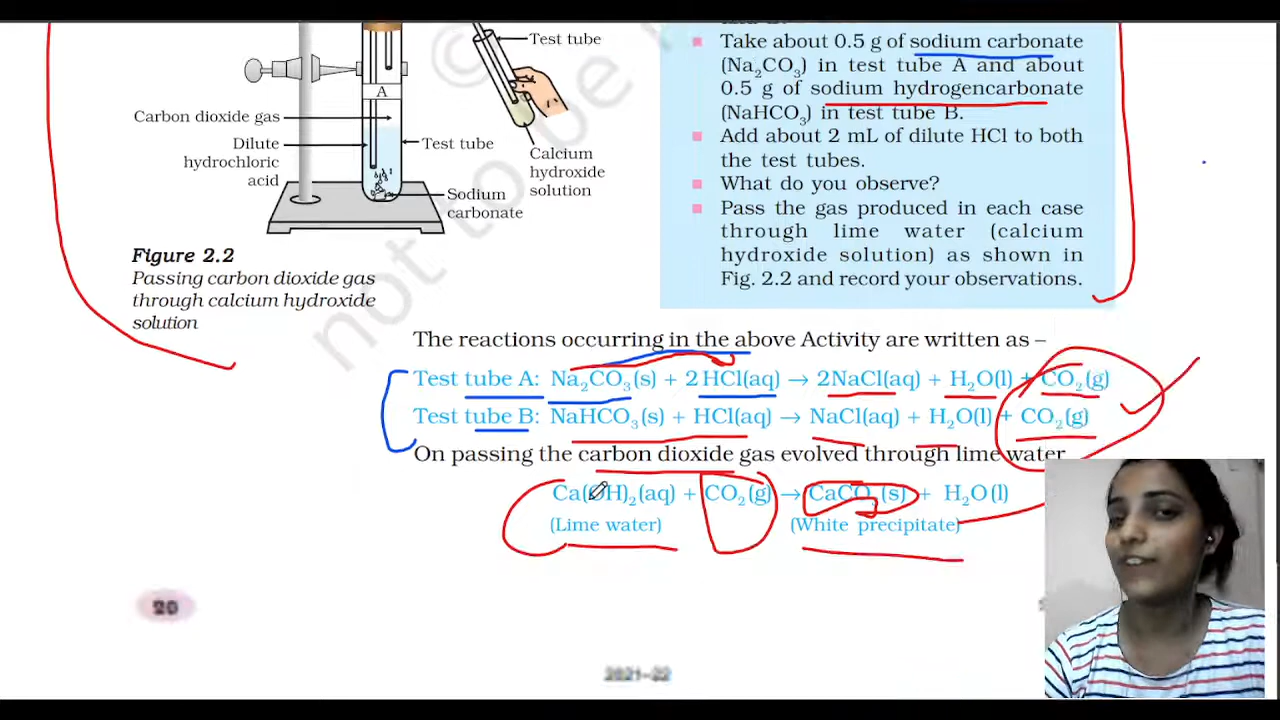 Take about 0.5 g of sodium carbonate
(Na₂CO₃) in test tube A and about
0.5 g of sodium hydrogencarbonate
(NaHCO₃) in test tube B.
Add about 2 mL of dilute HCl to both
the test tubes.
What do you observe?
Pass the gas produced in each case
through lime water (calcium
hydroxide solution) as shown in
Fig. 2.2 and record your observations.
Test tube
A
Carbon dioxide gas
Dilute
hydrochloric
acid
Test tube
Calcium
hydroxide
solution
Sodium
carbonate
Figure 2.2
Passing carbon dioxide gas
through calcium hydroxide
solution
not to be
The reactions occurring in the above Activity are written as –
Test tube A: Na₂CO₃(s) + 2HCl(aq) → 2NaCl(aq) + H₂O(l) + CO₂(g)
Test tube B: NaHCO₃(s) + HCl(aq) → NaCl(aq) + H₂O(l) + CO₂(g)
On passing the carbon dioxide gas evolved through lime water,
Ca(OH)₂(aq) + CO₂(g) → CaCO₃(s) + H₂O(l)
(Lime water) (White precipitate)
20
2021–22